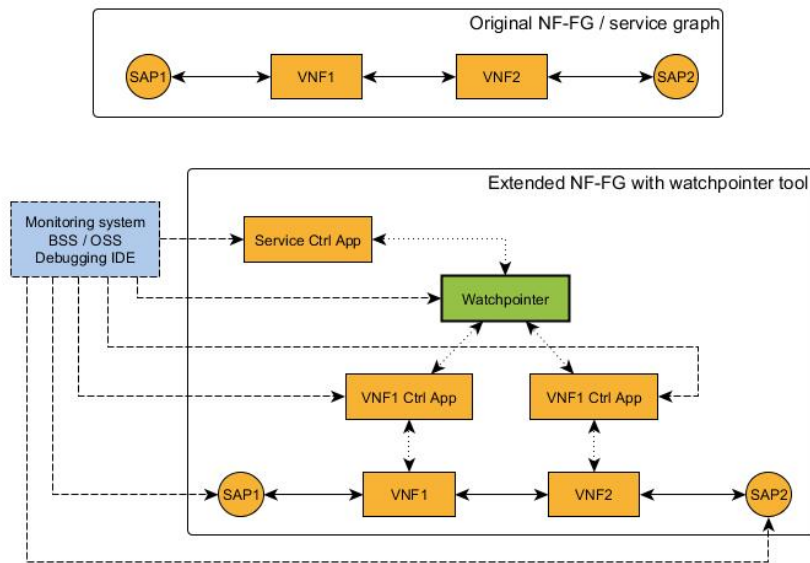 Original NF-FG / service graph
SAP1
VNF1
VNF2
SAP2
Extended NF-FG with watchpointer tool
Monitoring system
BSS / OSS
Debugging IDE
Service Ctrl App
Watchpointer
VNF1 Ctrl App
VNF1 Ctrl App
SAP1
VNF1
VNF2
SAP2